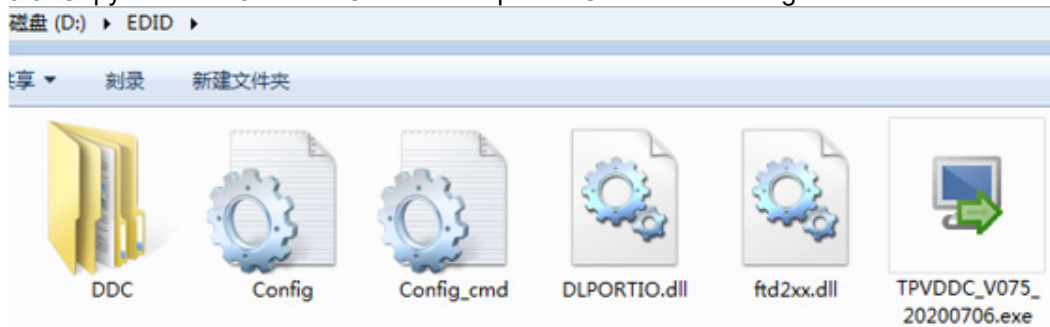 磁盘 (D:) ▸ EDID ▸
享 ▾ 刻录 新建文件夹
DDC Config Config_cmd DLPORTIO.dll ftd2xx.dll TPVDDC_V075_
20200706.exe